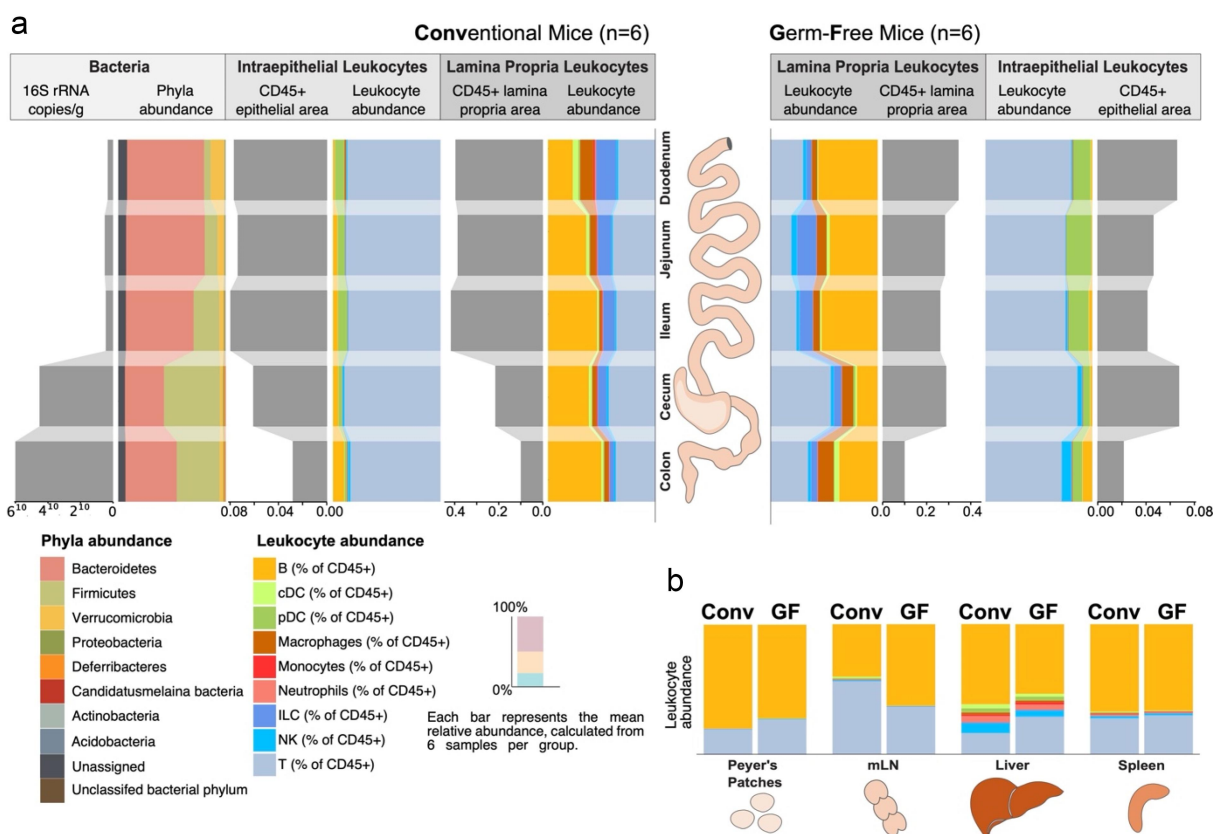 a
Conventional Mice (n=6)
Germ-Free Mice (n=6)
Bacteria
Intraepithelial Leukocytes
Lamina Propria Leukocytes
Lamina Propria Leukocytes
Intraepithelial Leukocytes
16S rRNA copies/g
Phyla abundance
CD45+ epithelial area
Leukocyte abundance
CD45+ lamina propria area
Leukocyte abundance
Leukocyte abundance
CD45+ lamina propria area
Leukocyte abundance
CD45+ epithelial area
Duodenum
Jejunum
Ileum
Cecum
Colon
6¹⁰ 4¹⁰ 2¹⁰ 0
0.08 0.04 0.0
0.4 0.2 0.0
0.0 0.2 0.4
0.00 0.04 0.08
Phyla abundance
Bacteroidetes
Firmicutes
Verrucomicrobia
Proteobacteria
Deferribacteres
Candidatusmelaina bacteria
Actinobacteria
Acidobacteria
Unassigned
Unclassifed bacterial phylum
Leukocyte abundance
B (% of CD45+)
cDC (% of CD45+)
pDC (% of CD45+)
Macrophages (% of CD45+)
Monocytes (% of CD45+)
Neutrophils (% of CD45+)
ILC (% of CD45+)
NK (% of CD45+)
T (% of CD45+)
100%
0%
Each bar represents the mean
relative abundance, calculated from
6 samples per group.
b
Conv GF Conv GF Conv GF Conv GF
Leukocyte
abundance
Peyer's
Patches
mLN
Liver
Spleen